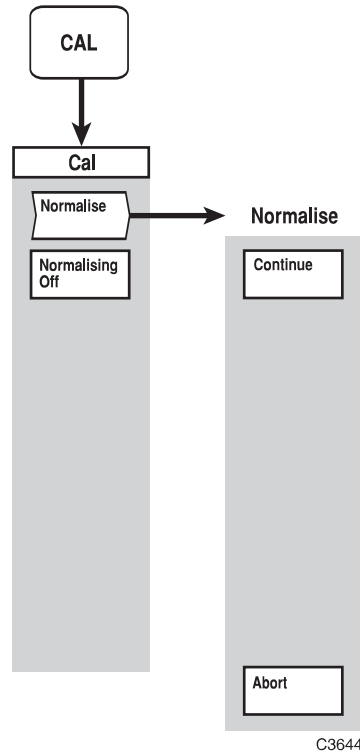 CAL
Cal
Normalise
Normalise
Normalising
Off
Continue
Abort
C3644